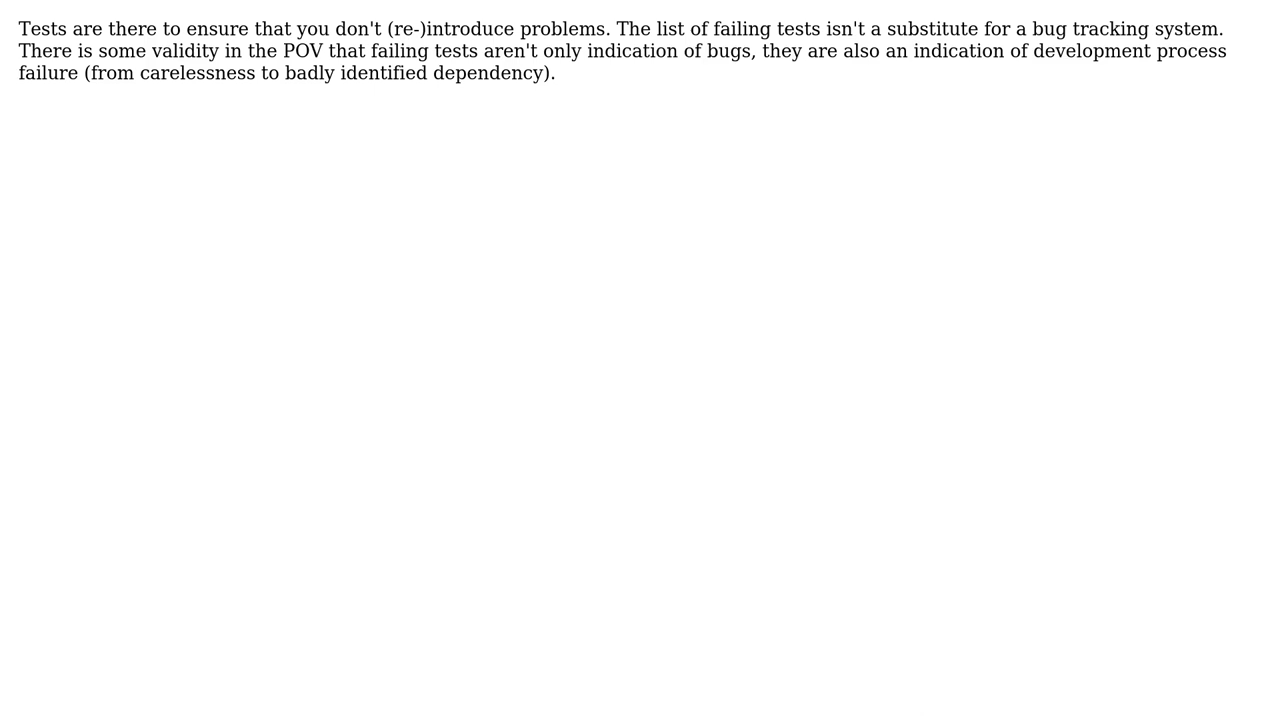 Tests are there to ensure that you don't (re-)introduce problems. The list of failing tests isn't a substitute for a bug tracking system.
There is some validity in the POV that failing tests aren't only indication of bugs, they are also an indication of development process
failure (from carelessness to badly identified dependency).